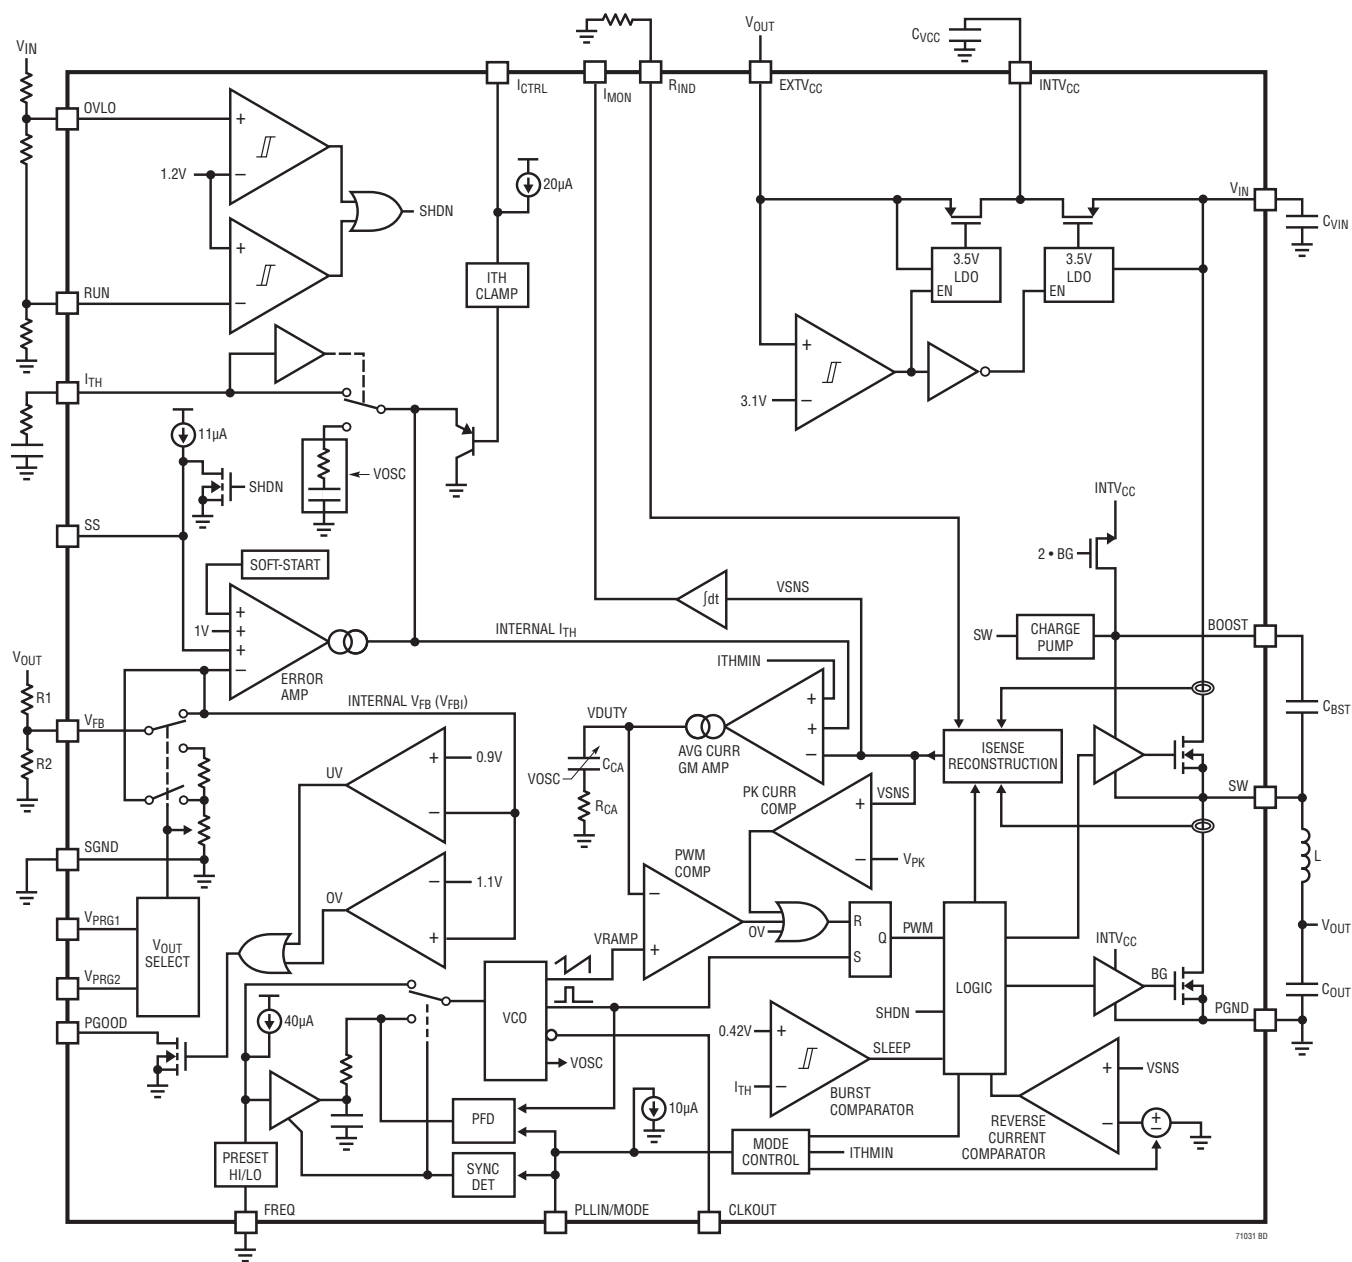 VOUT
CVCC
VIN
ICTRL
IMON
RIND
EXTVCC
INTVCC
OVLO
1.2V
20µA
SHDN
VIN
CVIN
3.5V
LDO
EN
3.5V
LDO
EN
ITH
CLAMP
RUN
ITH
3.1V
11µA
VOSC
SHDN
INTVCC
SS
2 • BG
SOFT-START
∫dt
VSNS
1V
INTERNAL ITH
SW
CHARGE
PUMP
BOOST
VOUT
ERROR
AMP
ITHMIN
R1
INTERNAL VFB (VFBI)
VDUTY
CBST
VFB
AVG CURR
GM AMP
ISENSE
RECONSTRUCTION
R2
UV
0.9V
VOSC
CCA
RCA
PK CURR
COMP
VSNS
SW
SGND
PWM
COMP
VPK
L
OV
1.1V
VPRG1
VOUT
SELECT
VRAMP
OV
R
Q
S
PWM
VOUT
INTVCC
VPRG2
BG
COUT
LOGIC
PGOOD
40µA
VCO
SHDN
PGND
0.42V
SLEEP
VOSC
ITH
VSNS
BURST
COMPARATOR
PFD
10µA
REVERSE
CURRENT
COMPARATOR
MODE
CONTROL
ITHMIN
PRESET
HI/LO
SYNC
DET
FREQ
PLLIN/MODE
CLKOUT
71031 BD